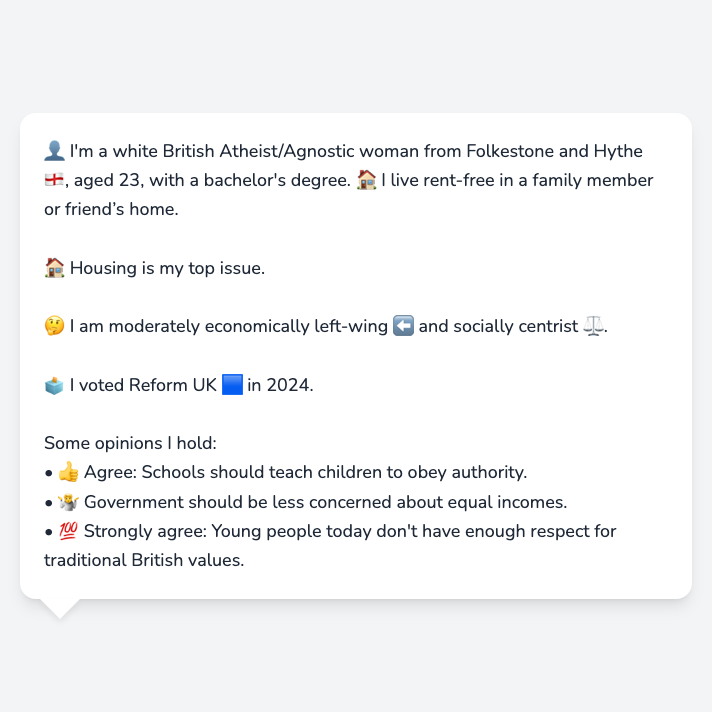 👤 I'm a white British Atheist/Agnostic woman from Folkestone and Hythe
🏴󠁧󠁢󠁥󠁮󠁧󠁿, aged 23, with a bachelor's degree. 🏠 I live rent-free in a family member
or friend’s home.
🏠 Housing is my top issue.
🤔 I am moderately economically left-wing ⬅️ and socially centrist ⚖️.
🗳️ I voted Reform UK 🟦 in 2024.
Some opinions I hold:
• 👍 Agree: Schools should teach children to obey authority.
• 🤷 Government should be less concerned about equal incomes.
• 💯 Strongly agree: Young people today don't have enough respect for
traditional British values.